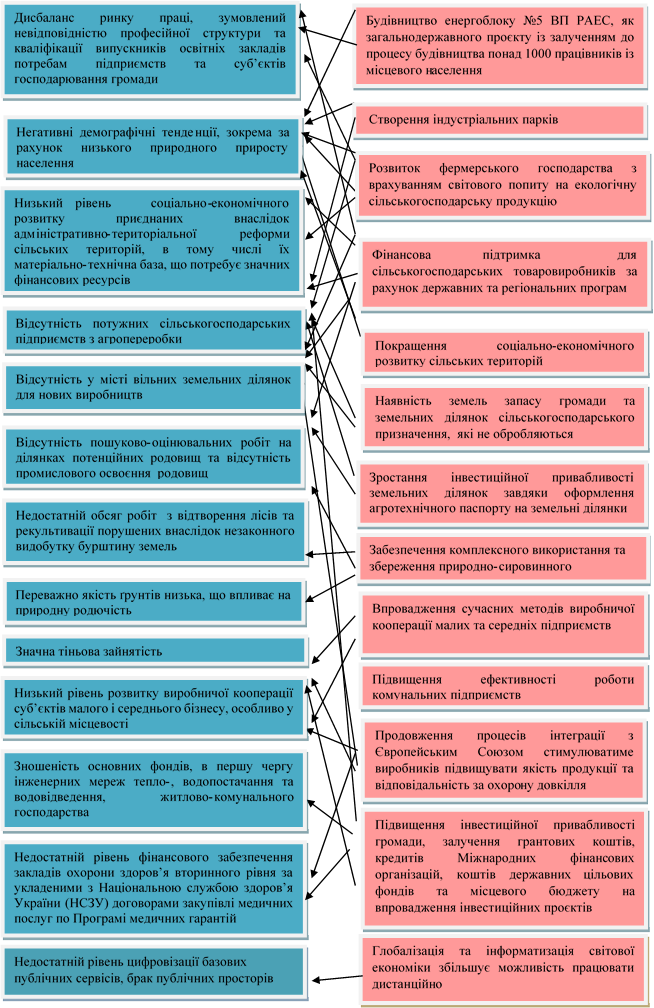 Дисбаланс ринку праці, зумовлений
невідповідністю професійної структури та
кваліфікації випускників освітніх закладів
потребам підприємств та суб’єктів
господарювання громади
Негативні демографічні тенденції, зокрема за
рахунок низького природного приросту
населення
Низький рівень соціально-економічного
розвитку приєднаних внаслідок
адміністративно-територіальної реформи
сільських територій, в тому числі їх
матеріально-технічна база, що потребує значних
фінансових ресурсів
Відсутність потужних сільськогосподарських
підприємств з агропереробки
Відсутність у місті вільних земельних ділянок
для нових виробництв
Відсутність пошуково-оцінювальних робіт на
ділянках потенційних родовищ та відсутність
промислового освоєння родовищ
Недостатній обсяг робіт з відтворення лісів та
рекультивації порушених внаслідок незаконного
видобутку бурштину земель
Переважно якість ґрунтів низька, що впливає на
природну родючість
Значна тіньова зайнятість
Низький рівень розвитку виробничої кооперації
суб’єктів малого і середнього бізнесу, особливо у
сільській місцевості
Зношеність основних фондів, в першу чергу
інженерних мереж тепло-, водопостачання та
водовідведення, житлово-комунального
господарства
Недостатній рівень фінансового забезпечення
закладів охорони здоров’я вторинного рівня за
укладеними з Національною службою здоров’я
України (НСЗУ) договорами закупівлі медичних
послуг по Програмі медичних гарантій
Недостатній рівень цифровізації базових
публічних сервісів, брак публічних просторів
Будівництво енергоблоку №5 ВП РАЕС, як
загальнодержавного проєкту із залученням до
процесу будівництва понад 1000 працівників із
місцевого населення
Створення індустріальних парків
Розвиток фермерського господарства з
врахуванням світового попиту на екологічну
сільськогосподарську продукцію
Фінансова підтримка для
сільськогосподарських товаровиробників за
рахунок державних та регіональних програм
Покращення соціально-економічного
розвитку сільських територій
Наявність земель запасу громади та
земельних ділянок сільськогосподарського
призначення, які не обробляються
Зростання інвестиційної привабливості
земельних ділянок завдяки оформлення
агротехнічного паспорту на земельні ділянки
Забезпечення комплексного використання та
збереження природно-сировинного
Впровадження сучасних методів виробничої
кооперації малих та середніх підприємств
Підвищення ефективності роботи
комунальних підприємств
Продовження процесів інтеграції з
Європейським Союзом стимулюватиме
виробників підвищувати якість продукції та
відповідальність за охорону довкілля
Підвищення інвестиційної привабливості
громади, залучення грантових коштів,
кредитів Міжнародних фінансових
організацій, коштів державних цільових
фондів та місцевого бюджету на
впровадження інвестиційних проєктів
Глобалізація та інформатизація світової
економіки збільшує можливість працювати
дистанційно